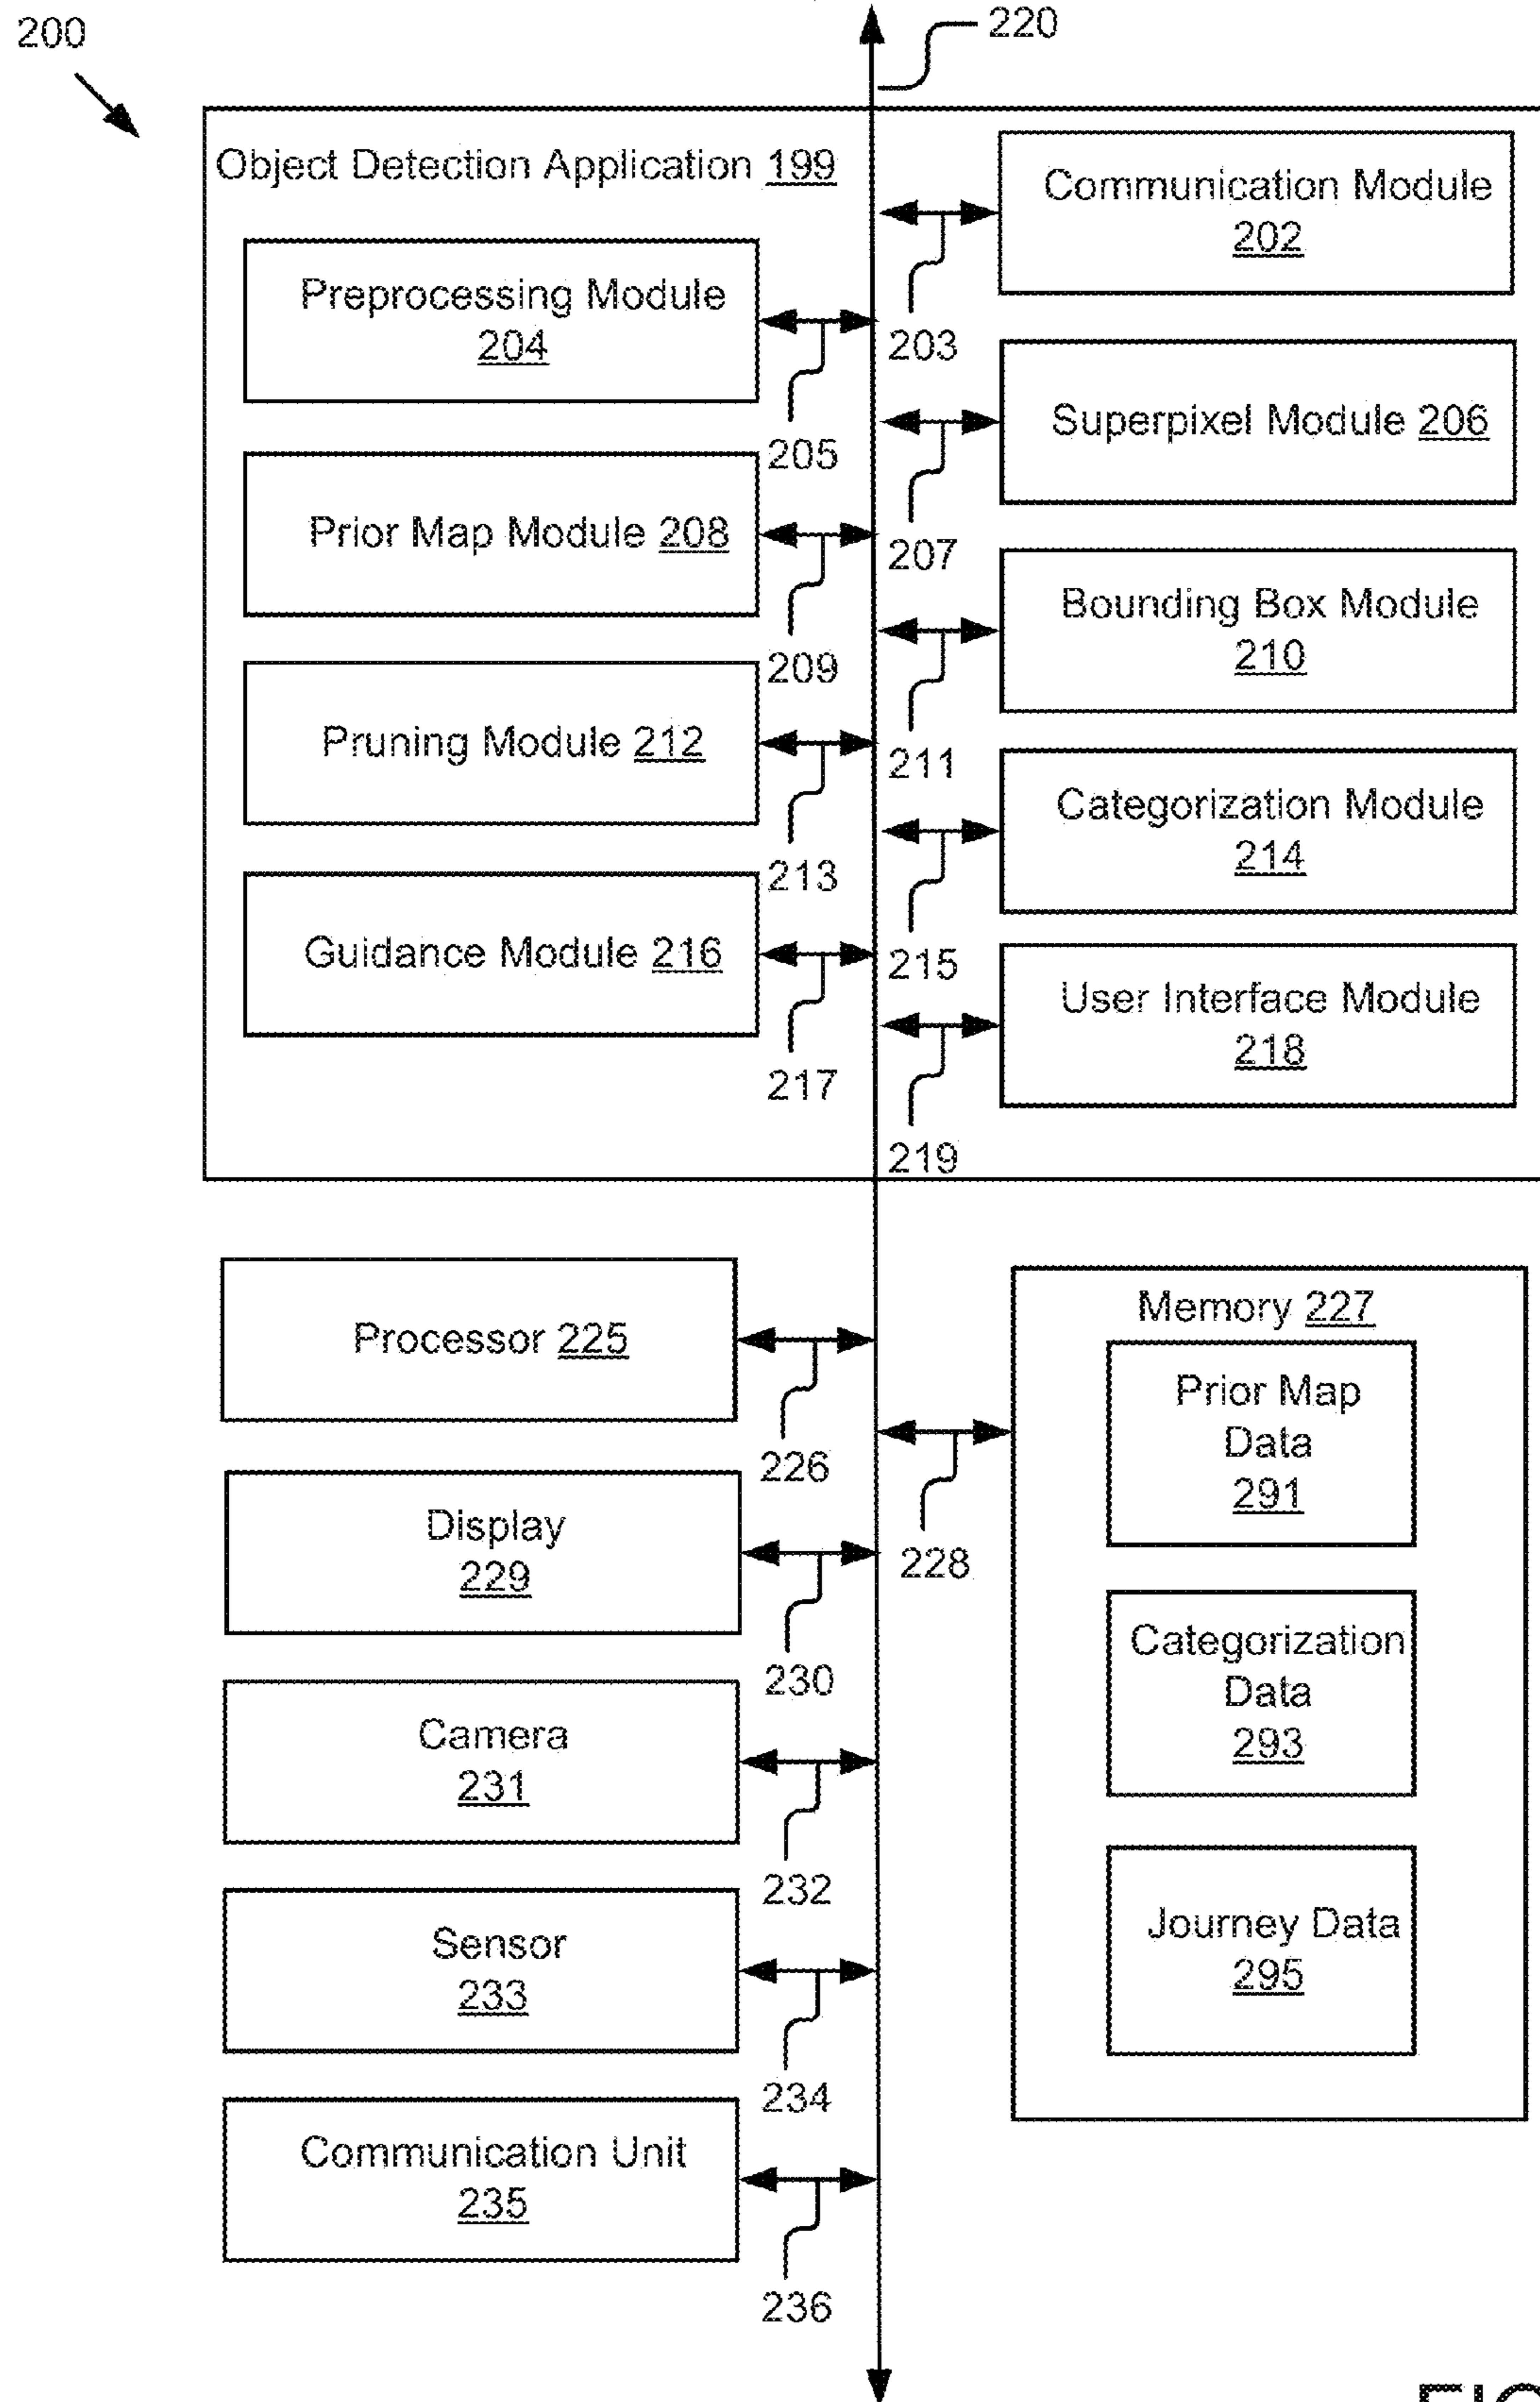 200
220
Object Detection Application 199
Communication Module
202
203
Preprocessing Module
204
205
Superpixel Module 206
207
Prior Map Module 208
209
Bounding Box Module
210
211
Pruning Module 212
213
Categorization Module
214
215
Guidance Module 216
217
User Interface Module
218
219
Processor 225
226
Memory 227
Prior Map
Data
291
228
Display
229
230
Categorization
Data
293
Camera
231
232
Journey Data
295
Sensor
233
234
Communication Unit
235
236